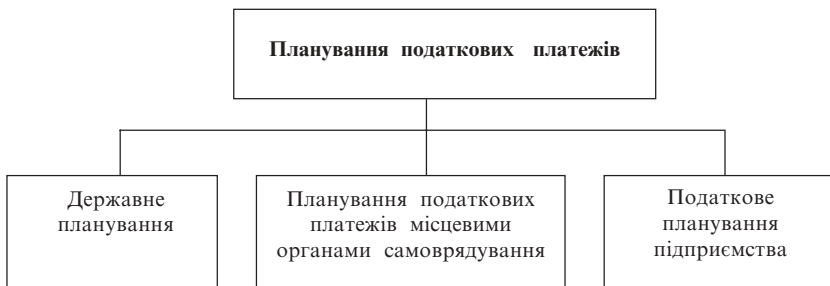 Планування податкових платежів
Державне
планування
Планування податкових
платежів місцевими
органами самоврядування
Податкове
планування
підприємства